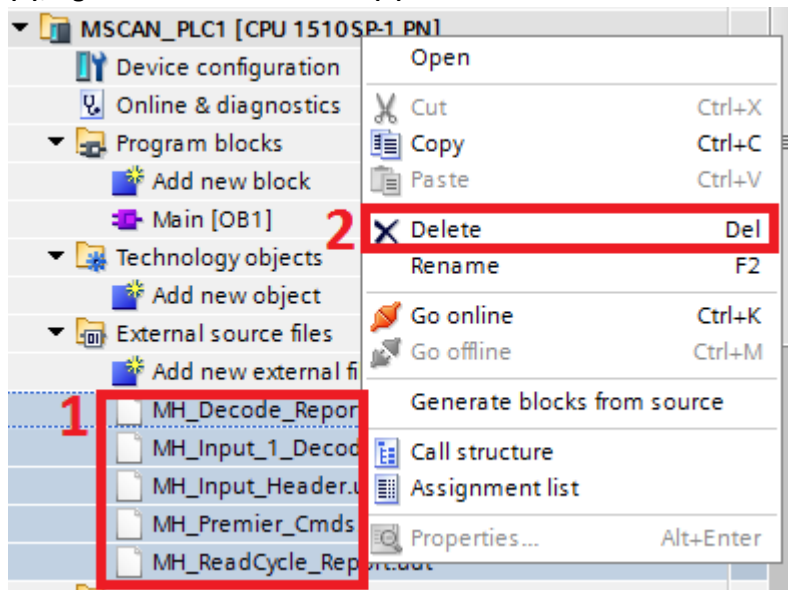 MSCAN_PLC1 [CPU 1510SP-1 PN]
Device configuration
Online & diagnostics
Program blocks
Add new block
Main [OB1]
Technology objects
Add new object
External source files
Add new external fi
MH_Decode_Repor
MH_Input_1_Decod
MH_Input_Header.u
MH_Premier_Cmds
MH_ReadCycle_Report.udt
1
2
Open
Cut Ctrl+X
Copy Ctrl+C
Paste Ctrl+V
Delete Del
Rename F2
Go online Ctrl+K
Go offline Ctrl+M
Generate blocks from source
Call structure
Assignment list
Properties... Alt+Enter